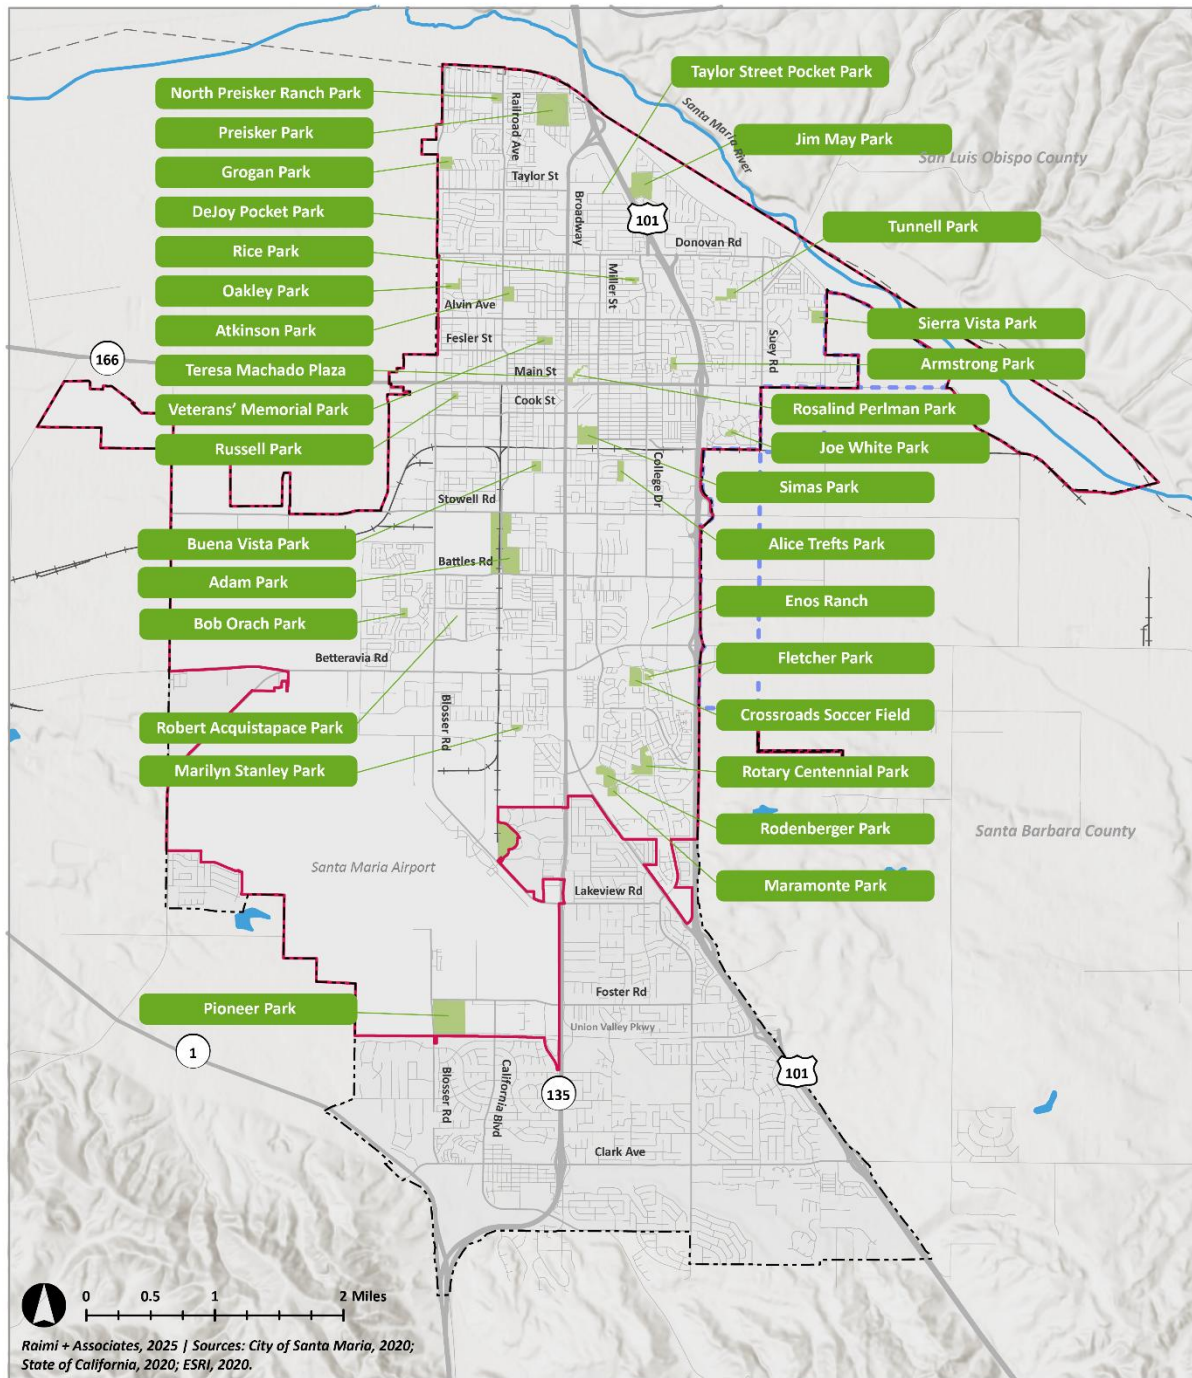 Taylor Street Pocket Park
North Preisker Ranch Park
Preisker Park
Railroad Ave
Santa Maria River
Jim May Park
San Luis Obispo County
Grogan Park
Taylor St
Broadway
DeJoy Pocket Park
101
Tunnell Park
Donovan Rd
Rice Park
Miller St
Oakley Park
Alvin Ave
Atkinson Park
Fesler St
Suey Rd
Sierra Vista Park
166
Teresa Machado Plaza
Main St
Armstrong Park
Veterans' Memorial Park
Cook St
Rosalind Perlman Park
Russell Park
Joe White Park
College Dr
Simas Park
Stowell Rd
Buena Vista Park
Alice Trefts Park
Adam Park
Battles Rd
Enos Ranch
Bob Orach Park
Betteravia Rd
Fletcher Park
Blosser Rd
Crossroads Soccer Field
Robert Acquistapace Park
Marilyn Stanley Park
Rotary Centennial Park
Rodenberger Park
Santa Barbara County
Santa Maria Airport
Lakeview Rd
Maramonte Park
Foster Rd
Pioneer Park
Union Valley Pkwy
1
101
Blosser Rd
California Blvd
135
Clark Ave
0 0.5 1 2 Miles
Raimi + Associates, 2025 | Sources: City of Santa Maria, 2020;
State of California, 2020; ESRI, 2020.